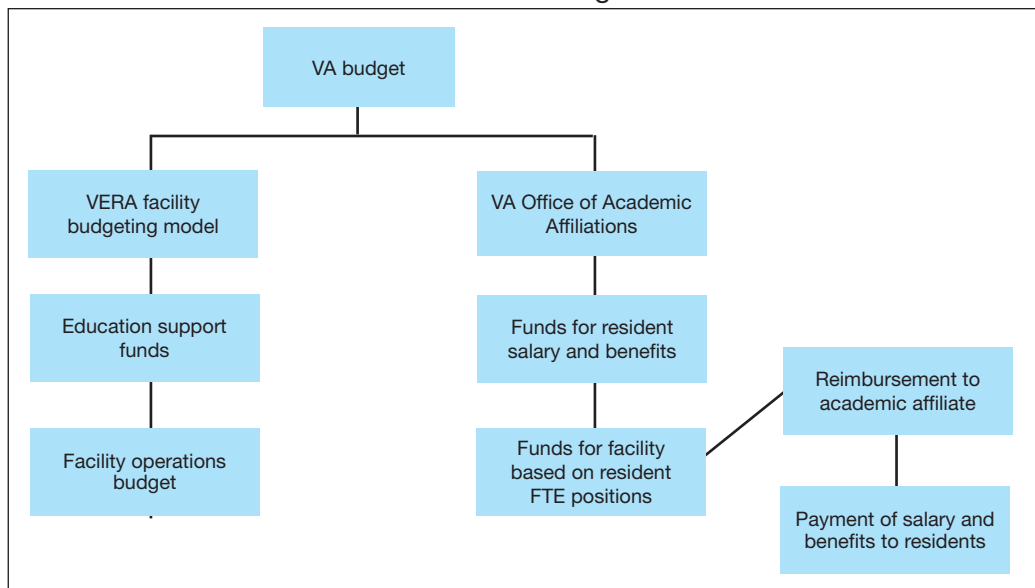 VA budget
VERA facility
budgeting model
VA Office of Academic
Affiliations
Education support
funds
Funds for resident
salary and benefits
Reimbursement to
academic affiliate
Facility operations
budget
Funds for facility
based on resident
FTE positions
Payment of salary and
benefits to residents